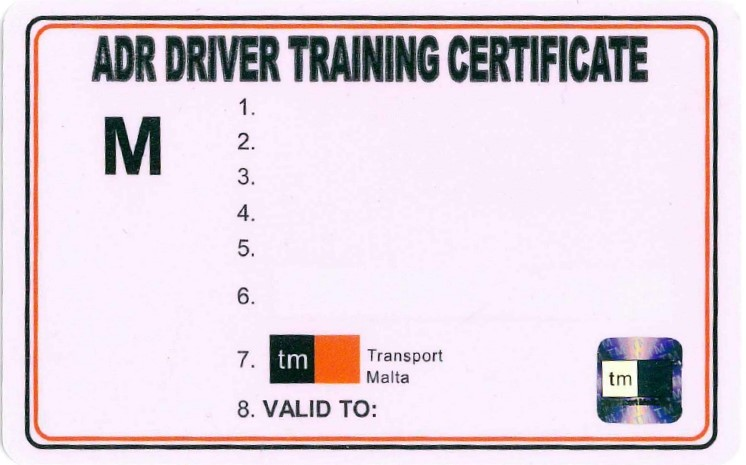 ADR DRIVER TRAINING CERTIFICATE
M
1.
2.
3.
4.
5.
6.
7. tm Transport
Malta
8. VALID TO:
tm